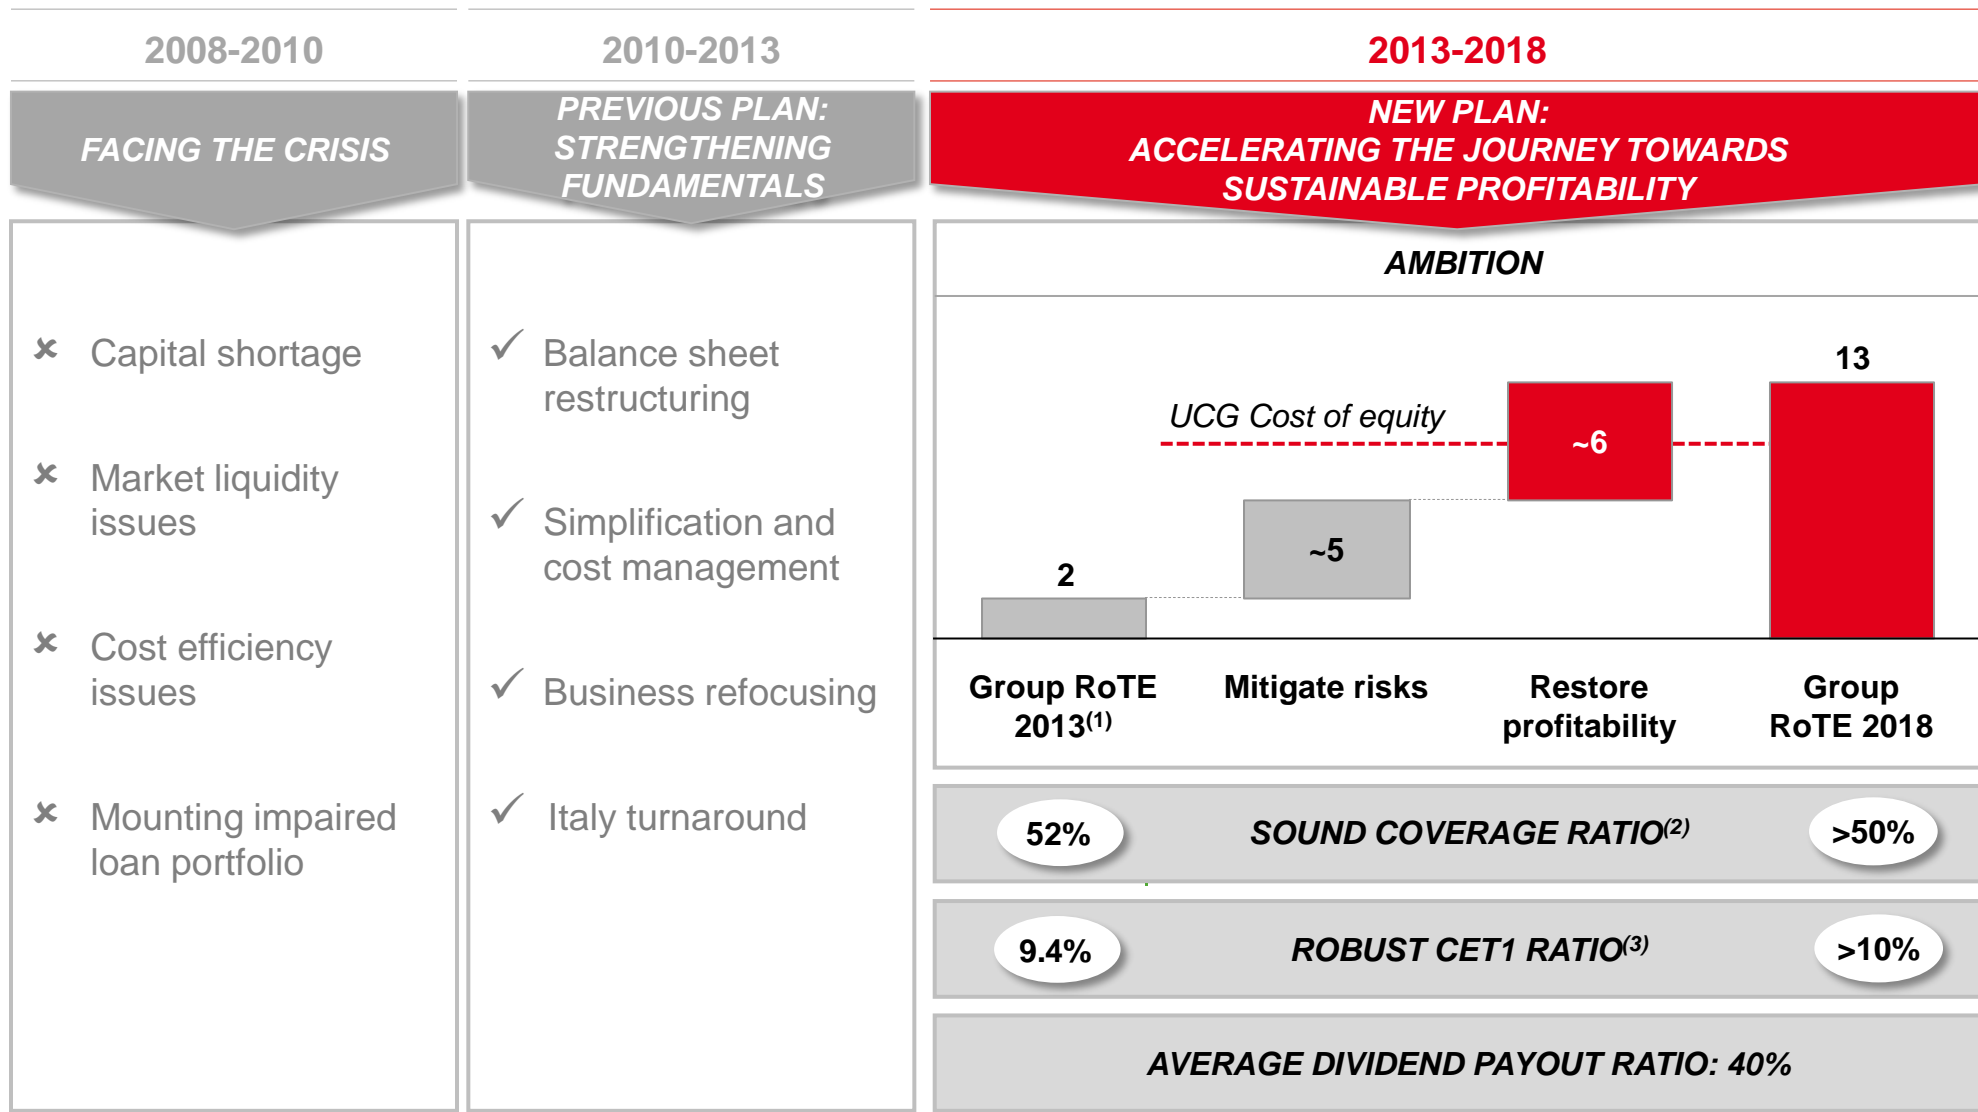 2008-2010
FACING THE CRISIS
Capital shortage
Market liquidity
issues
Cost efficiency
issues
Mounting impaired
loan portfolio
2010-2013
PREVIOUS PLAN:
STRENGTHENING
FUNDAMENTALS
Balance sheet
restructuring
Simplification and
cost management
Business refocusing
Italy turnaround
2013-2018
NEW PLAN:
ACCELERATING THE JOURNEY TOWARDS
SUSTAINABLE PROFITABILITY
AMBITION
13
UCG Cost of equity
~6
~5
2
Group RoTE
2013(1)
Mitigate risks
Restore
profitability
Group
RoTE 2018
52% SOUND COVERAGE RATIO(2) >50%
9.4% ROBUST CET1 RATIO(3) >10%
AVERAGE DIVIDEND PAYOUT RATIO: 40%